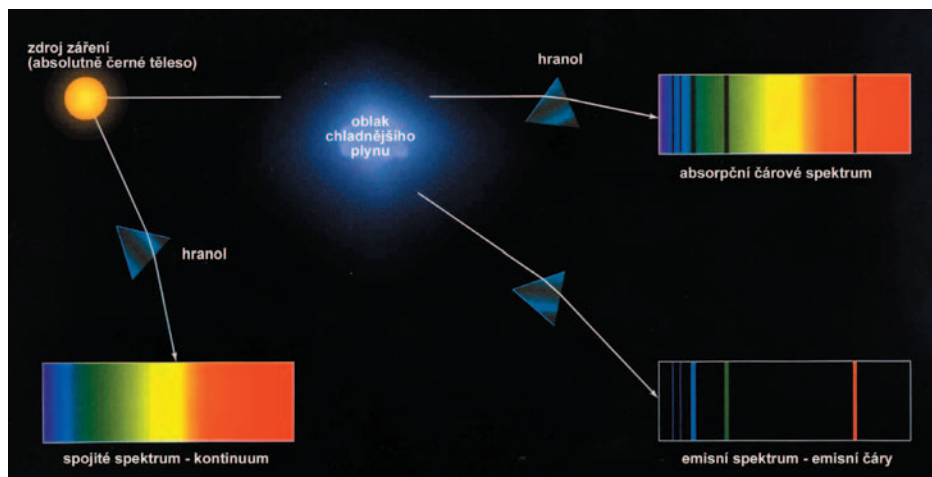 zdroj záření
(absolutně černé těleso)
hranol
oblak
chladnějšího
plynu
absorpční čárové spektrum
hranol
spojité spektrum - kontinuum
emisní spektrum - emisní čáry